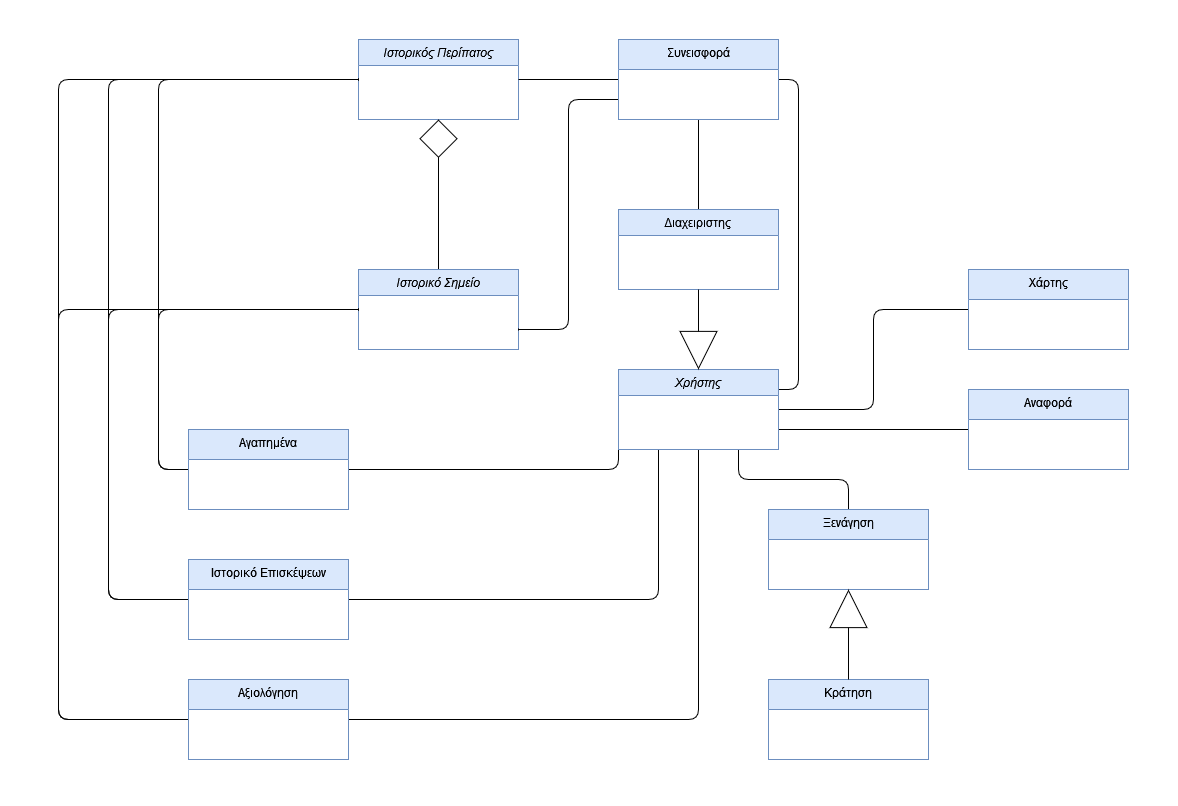 Ιστορικός Περίπατος
Συνεισφορά
Διαχειριστης
Ιστορικό Σημείο
Χάρτης
Χρήστης
Αναφορά
Αγαπημένα
Ξενάγηση
Ιστορικό Επισκέψεων
Αξιολόγηση
Κράτηση